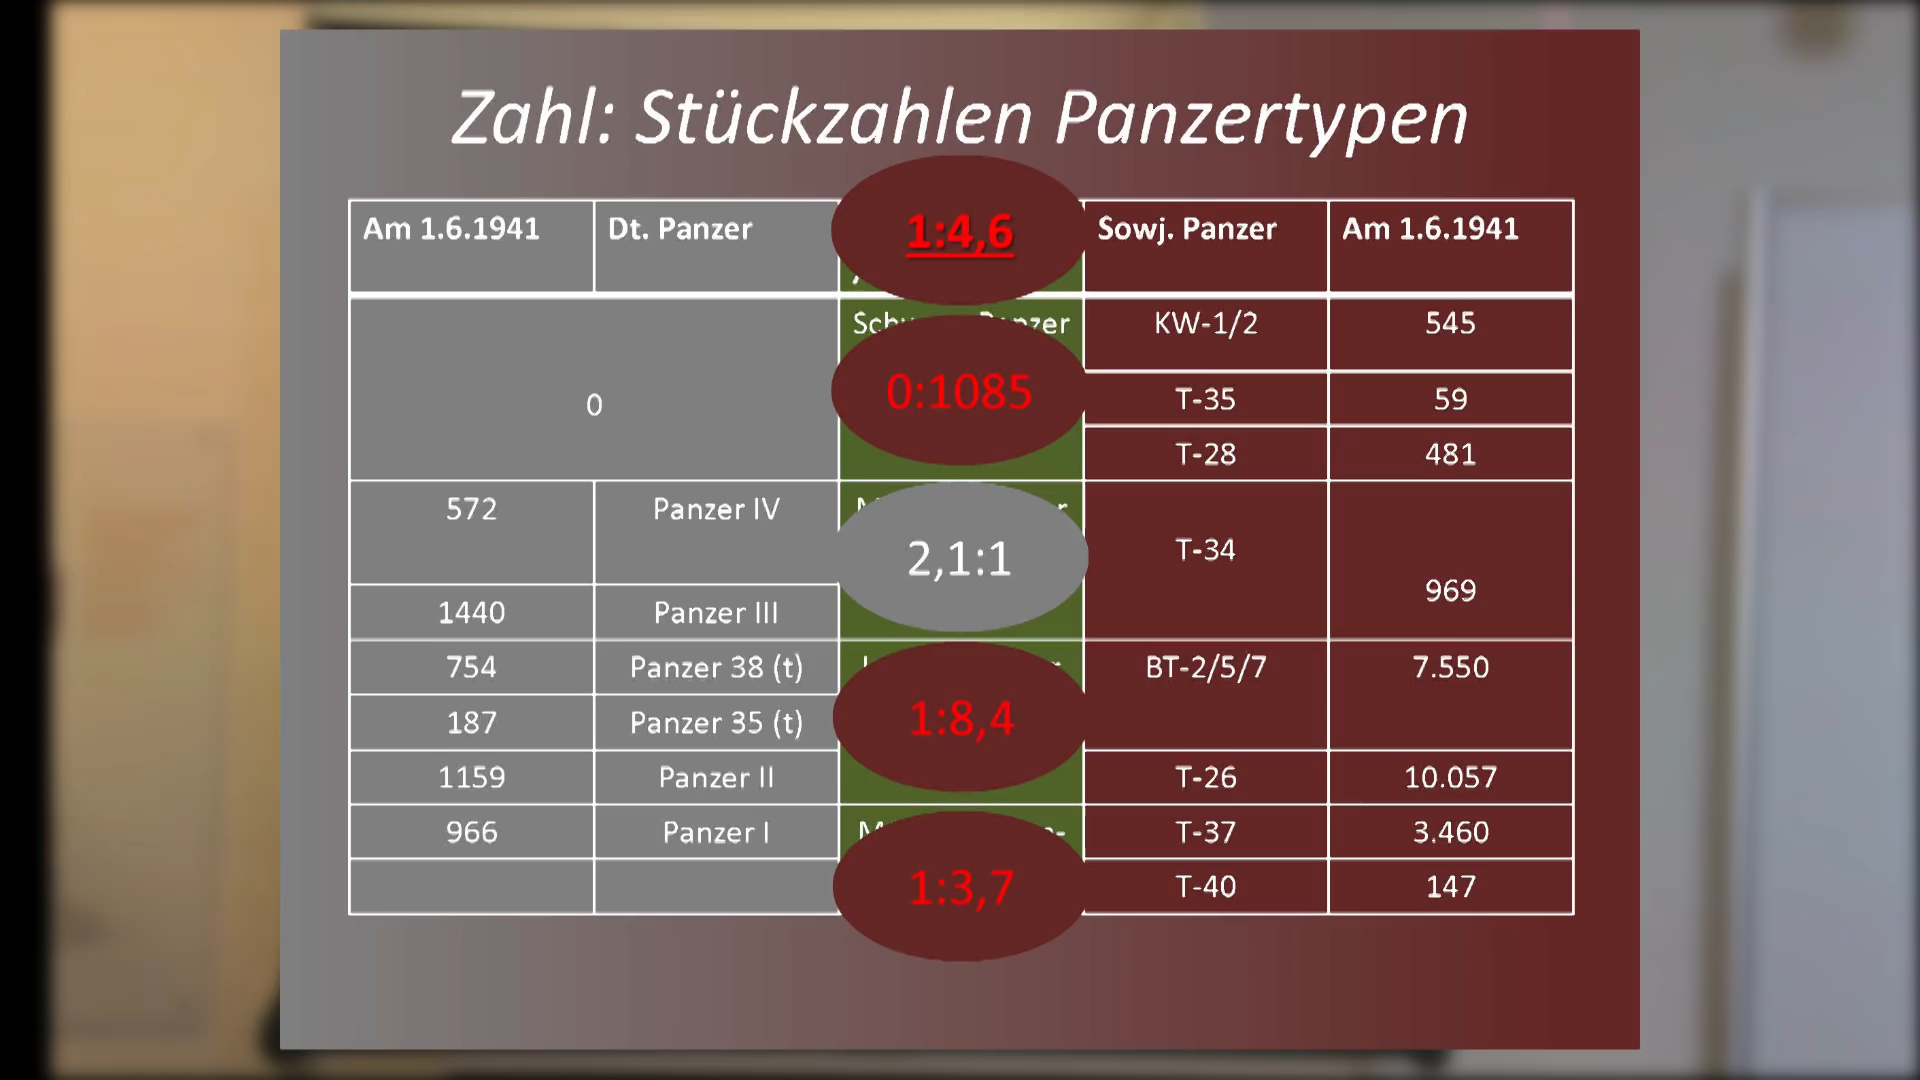 Zahl: Stückzahlen Panzertypen
Am 1.6.1941 Dt. Panzer 1:4,6 Sowj. Panzer Am 1.6.1941
0 0:1085 KW-1/2 545
T-35 59
T-28 481
572 Panzer IV 2,1:1 T-34 969
1440 Panzer III
754 Panzer 38 (t) 1:8,4 BT-2/5/7 7.550
187 Panzer 35 (t)
1159 Panzer II T-26 10.057
966 Panzer I T-37 3.460
1:3,7 T-40 147